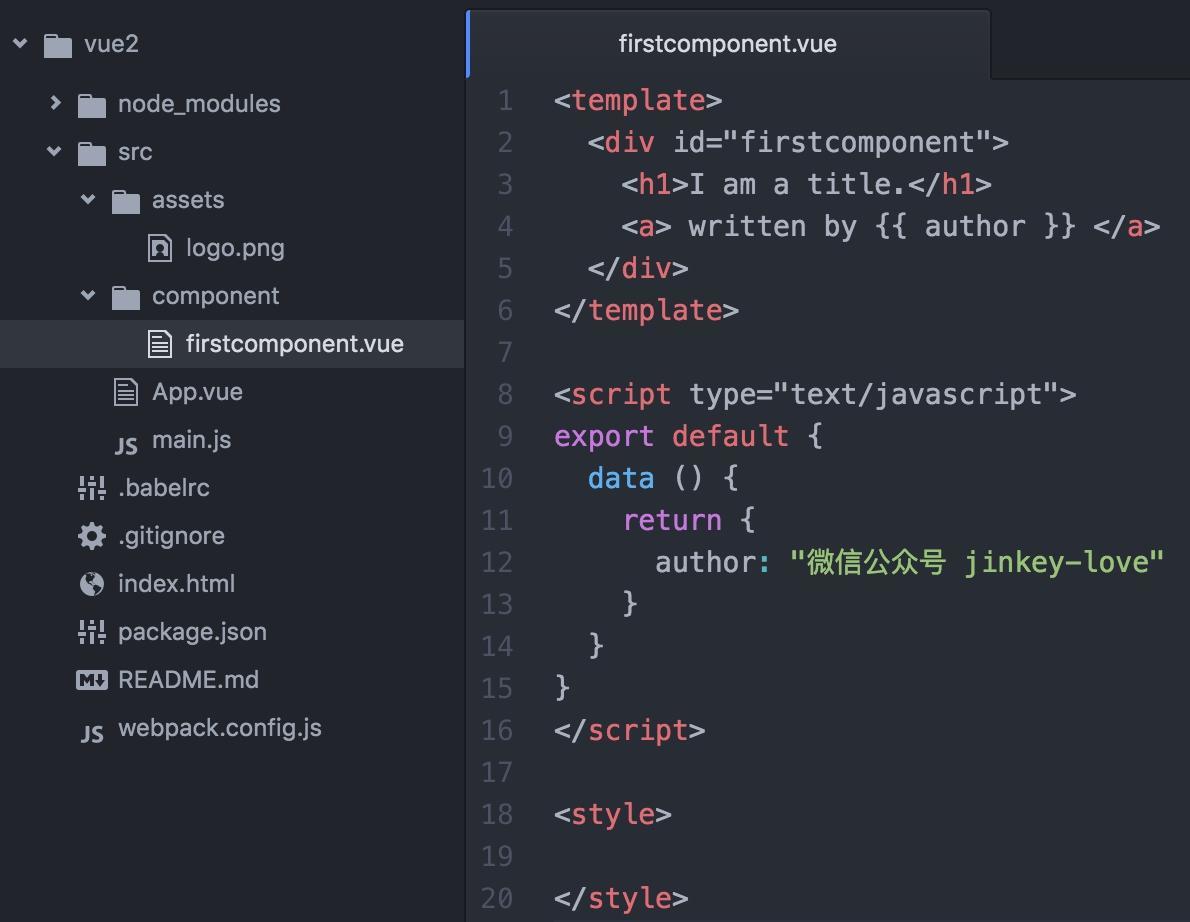 vue2
node_modules
src
assets
logo.png
component
firstcomponent.vue
App.vue
JS main.js
.babelrc
.gitignore
index.html
package.json
M↓ README.md
JS webpack.config.js
firstcomponent.vue
1 <template>
2 <div id="firstcomponent">
3 <h1>I am a title.</h1>
4 <a> written by {{ author }} </a>
5 </div>
6 </template>
7
8 <script type="text/javascript">
9 export default {
10 data () {
11 return {
12 author: "微信公众号 jinkey-love"
13 }
14 }
15 }
16 </script>
17
18 <style>
19
20 </style>